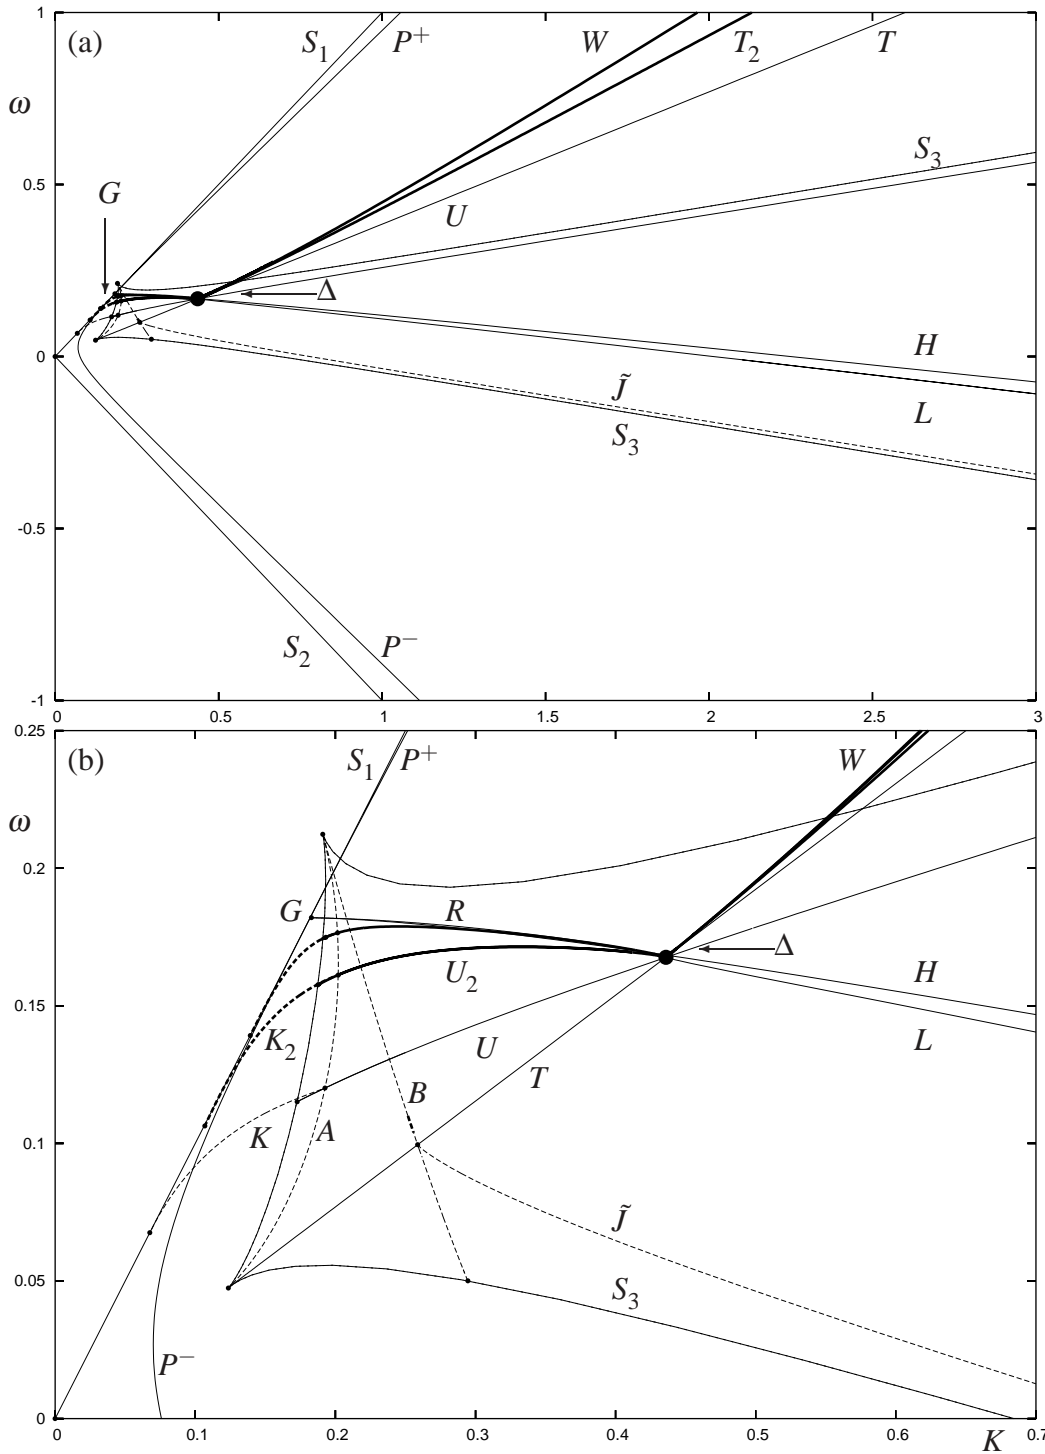 1
(a)
S1
P+
W
T2
T
ω
0.5
S3
G
U
Δ
0
H
J̃
L
S3
-0.5
S2
P−
-1
0
0.5
1
1.5
2
2.5
3
0.25
(b)
S1
P+
W
ω
0.2
G
R
Δ
U2
H
0.15
K2
U
L
T
B
K
A
0.1
J̃
0.05
S3
P−
0
0
0.1
0.2
0.3
0.4
0.5
0.6
K
0.7